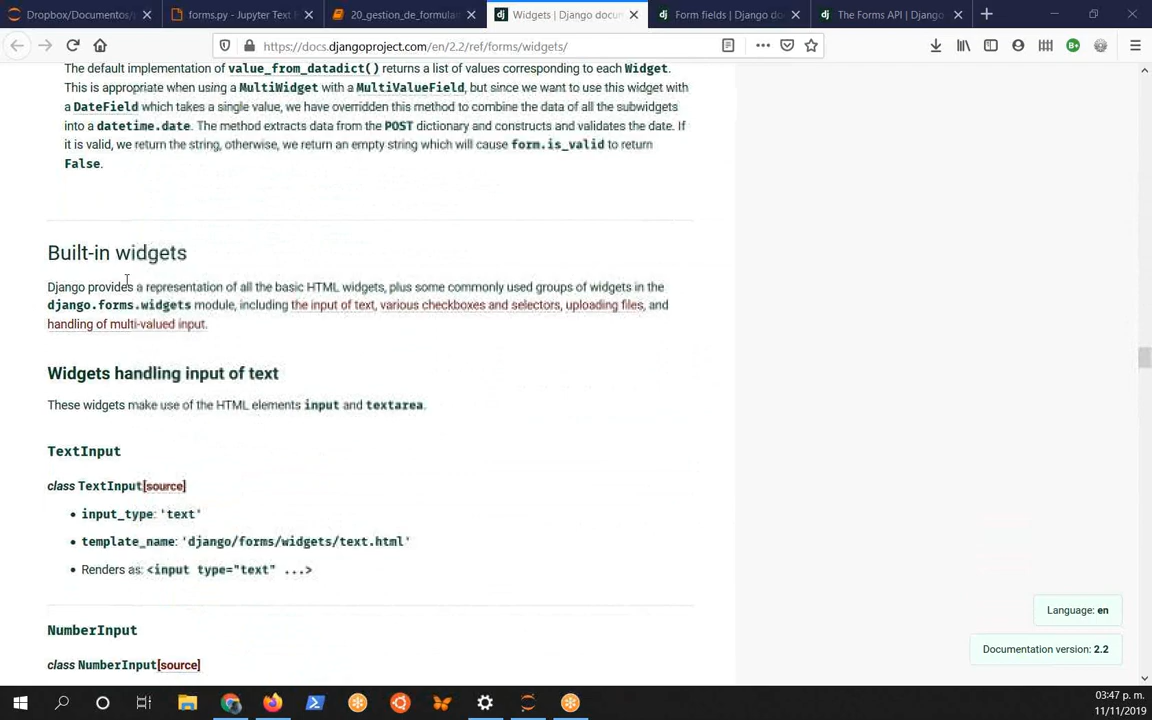 Dropbox/Documentos/p
forms.py - Jupyter Text E
20_gestion_de_formular
Widgets | Django docu
Form fields | Django do
The Forms API | Django
https://docs.djangoproject.com/en/2.2/ref/forms/widgets/
The default implementation of value_from_datadict() returns a list of values corresponding to each Widget.
This is appropriate when using a MultiWidget with a MultiValueField, but since we want to use this widget with
a DateField which takes a single value, we have overridden this method to combine the data of all the subwidgets
into a datetime.date. The method extracts data from the POST dictionary and constructs and validates the date. If
it is valid, we return the string, otherwise, we return an empty string which will cause form.is_valid to return
False.
Built-in widgets
Django provides a representation of all the basic HTML widgets, plus some commonly used groups of widgets in the
django.forms.widgets module, including the input of text, various checkboxes and selectors, uploading files, and
handling of multi-valued input.
Widgets handling input of text
These widgets make use of the HTML elements input and textarea.
TextInput
class TextInput[source]
• input_type: 'text'
• template_name: 'django/forms/widgets/text.html'
• Renders as: <input type="text" ...>
NumberInput
class NumberInput[source]
Language: en
Documentation version: 2.2
03:47 p. m.
11/11/2019